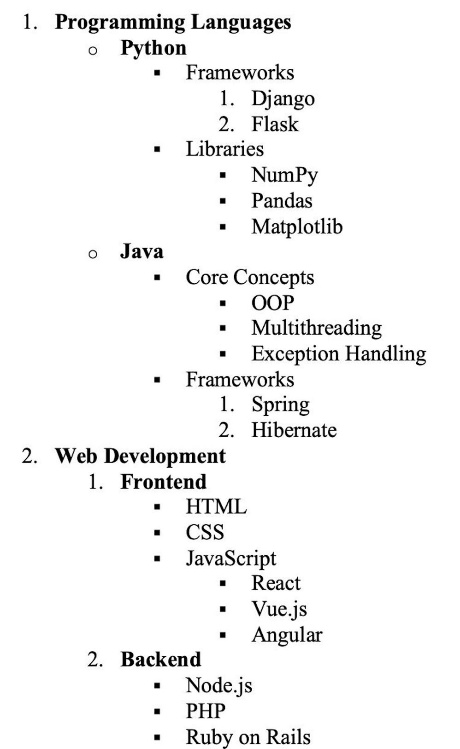 1. Programming Languages
o Python
▪ Frameworks
1. Django
2. Flask
▪ Libraries
▪ NumPy
▪ Pandas
▪ Matplotlib
o Java
▪ Core Concepts
▪ OOP
▪ Multithreading
▪ Exception Handling
▪ Frameworks
1. Spring
2. Hibernate
2. Web Development
1. Frontend
▪ HTML
▪ CSS
▪ JavaScript
▪ React
▪ Vue.js
▪ Angular
2. Backend
▪ Node.js
▪ PHP
▪ Ruby on Rails